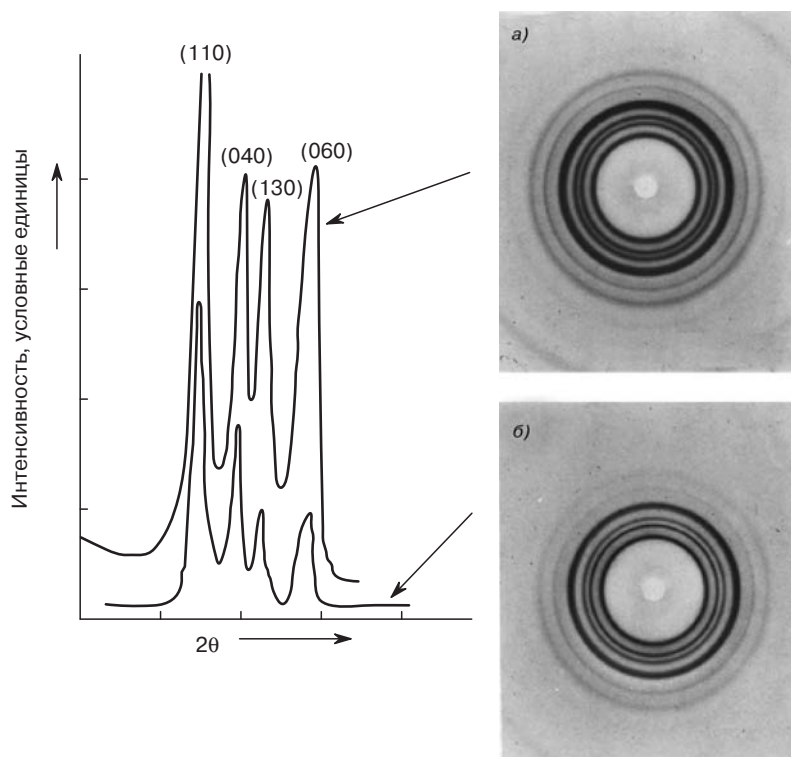 Интенсивность, условные единицы
(110)
(040)
(130)
(060)
2θ
а)
б)